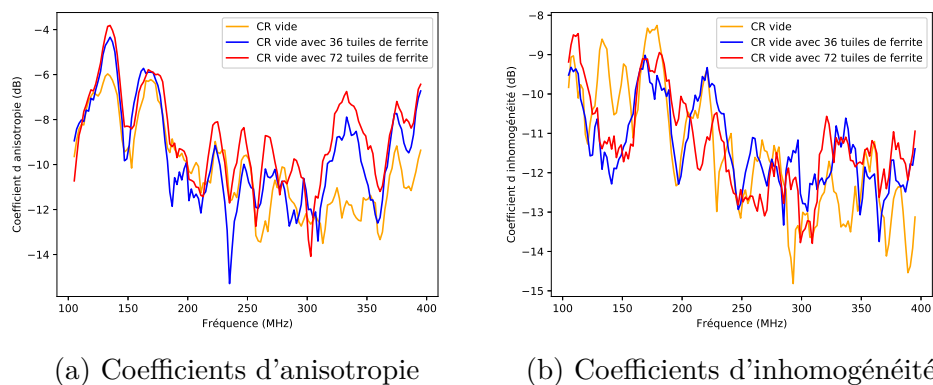 CR vide
CR vide avec 36 tuiles de ferrite
CR vide avec 72 tuiles de ferrite
Coefficient d'anisotropie (dB)
−4
−6
−8
−10
−12
−14
100
150
200
250
300
350
400
Fréquence (MHz)
(a) Coefficients d'anisotropie
CR vide
CR vide avec 36 tuiles de ferrite
CR vide avec 72 tuiles de ferrite
Coefficient d'inhomogénéité (dB)
−8
−9
−10
−11
−12
−13
−14
−15
100
150
200
250
300
350
400
Fréquence (MHz)
(b) Coefficients d'inhomogénéité